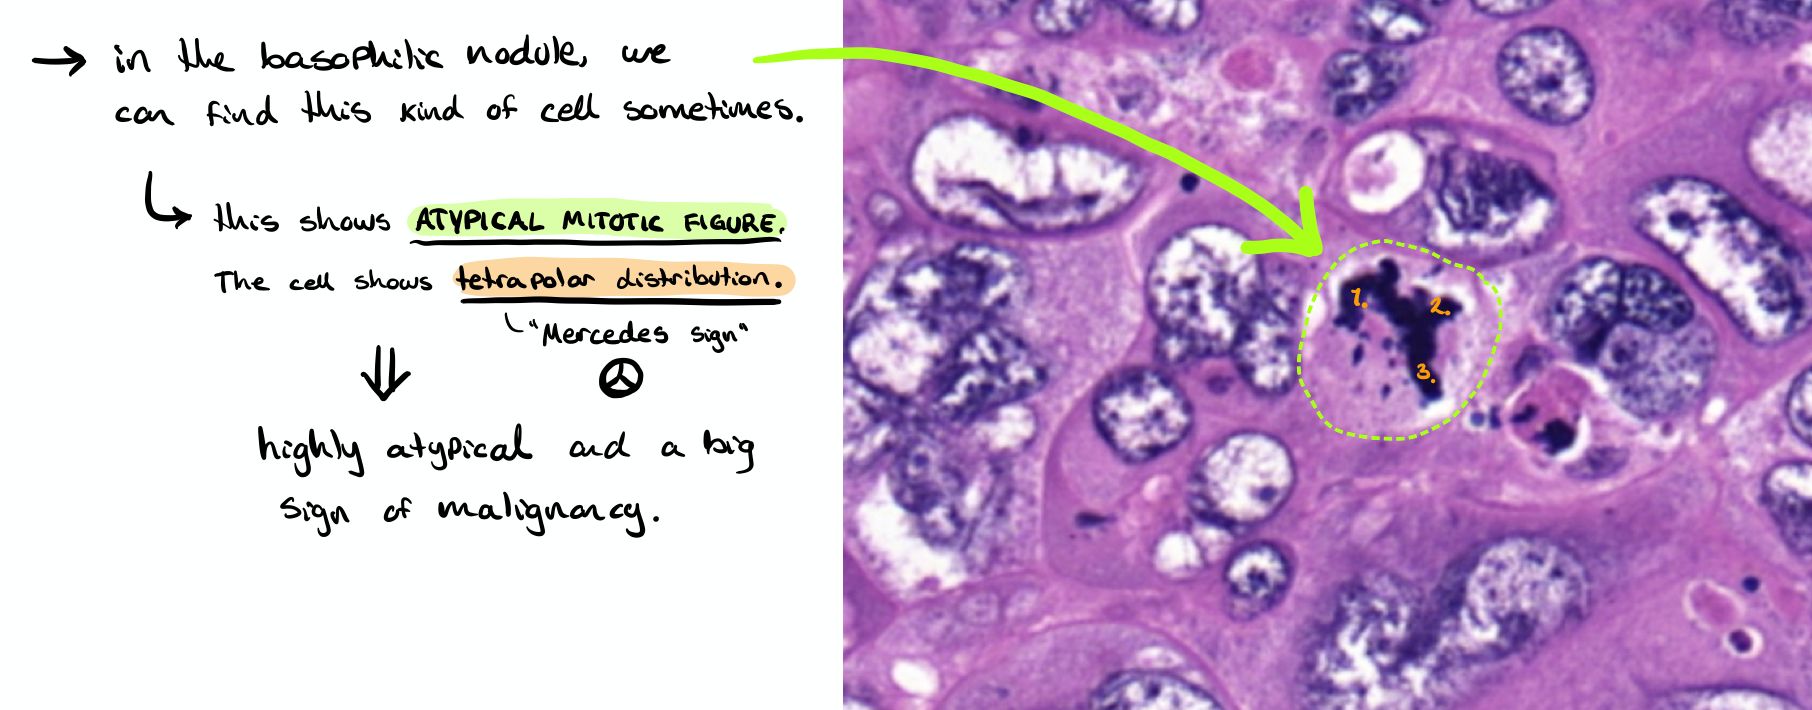 → in the basophilic nodule, we
can find this kind of cell sometimes.
↳ this shows ATYPICAL MITOTIC FIGURE.
The cell shows tetrapolar distribution.
"Mercedes sign"
⇓
highly atypical and a big
sign of malignancy.
1.
2.
3.